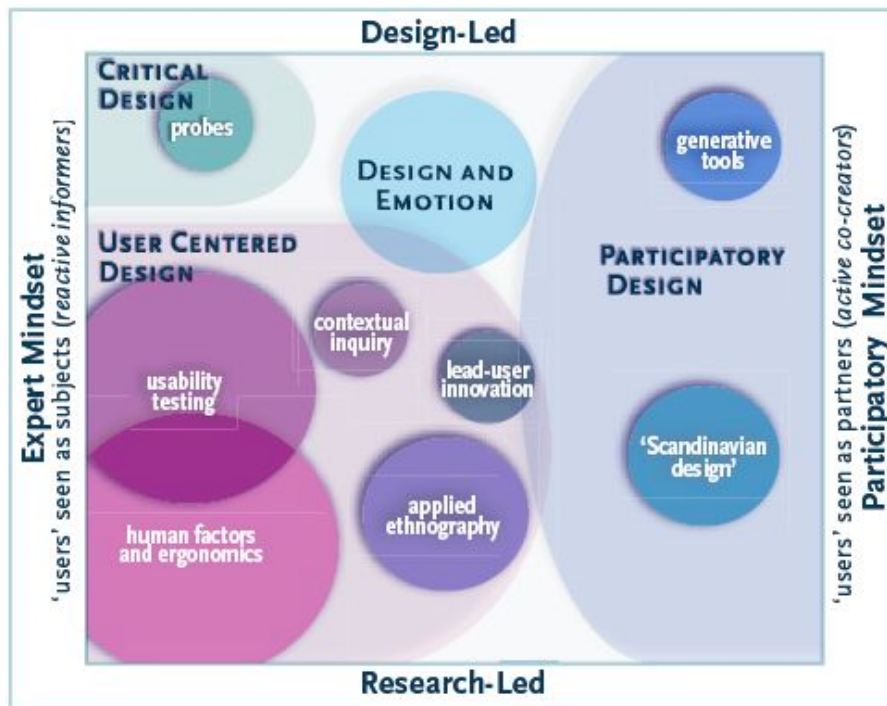 Design-Led
CRITICAL
DESIGN
probes
DESIGN AND
EMOTION
generative
tools
USER CENTERED
DESIGN
PARTICIPATORY
DESIGN
contextual
inquiry
lead-user
innovation
usability
testing
'Scandinavian
design'
applied
ethnography
human factors
and ergonomics
Expert Mindset
'users' seen as subjects (reactive informers)
'users' seen as partners (active co-creators)
Participatory Mindset
Research-Led